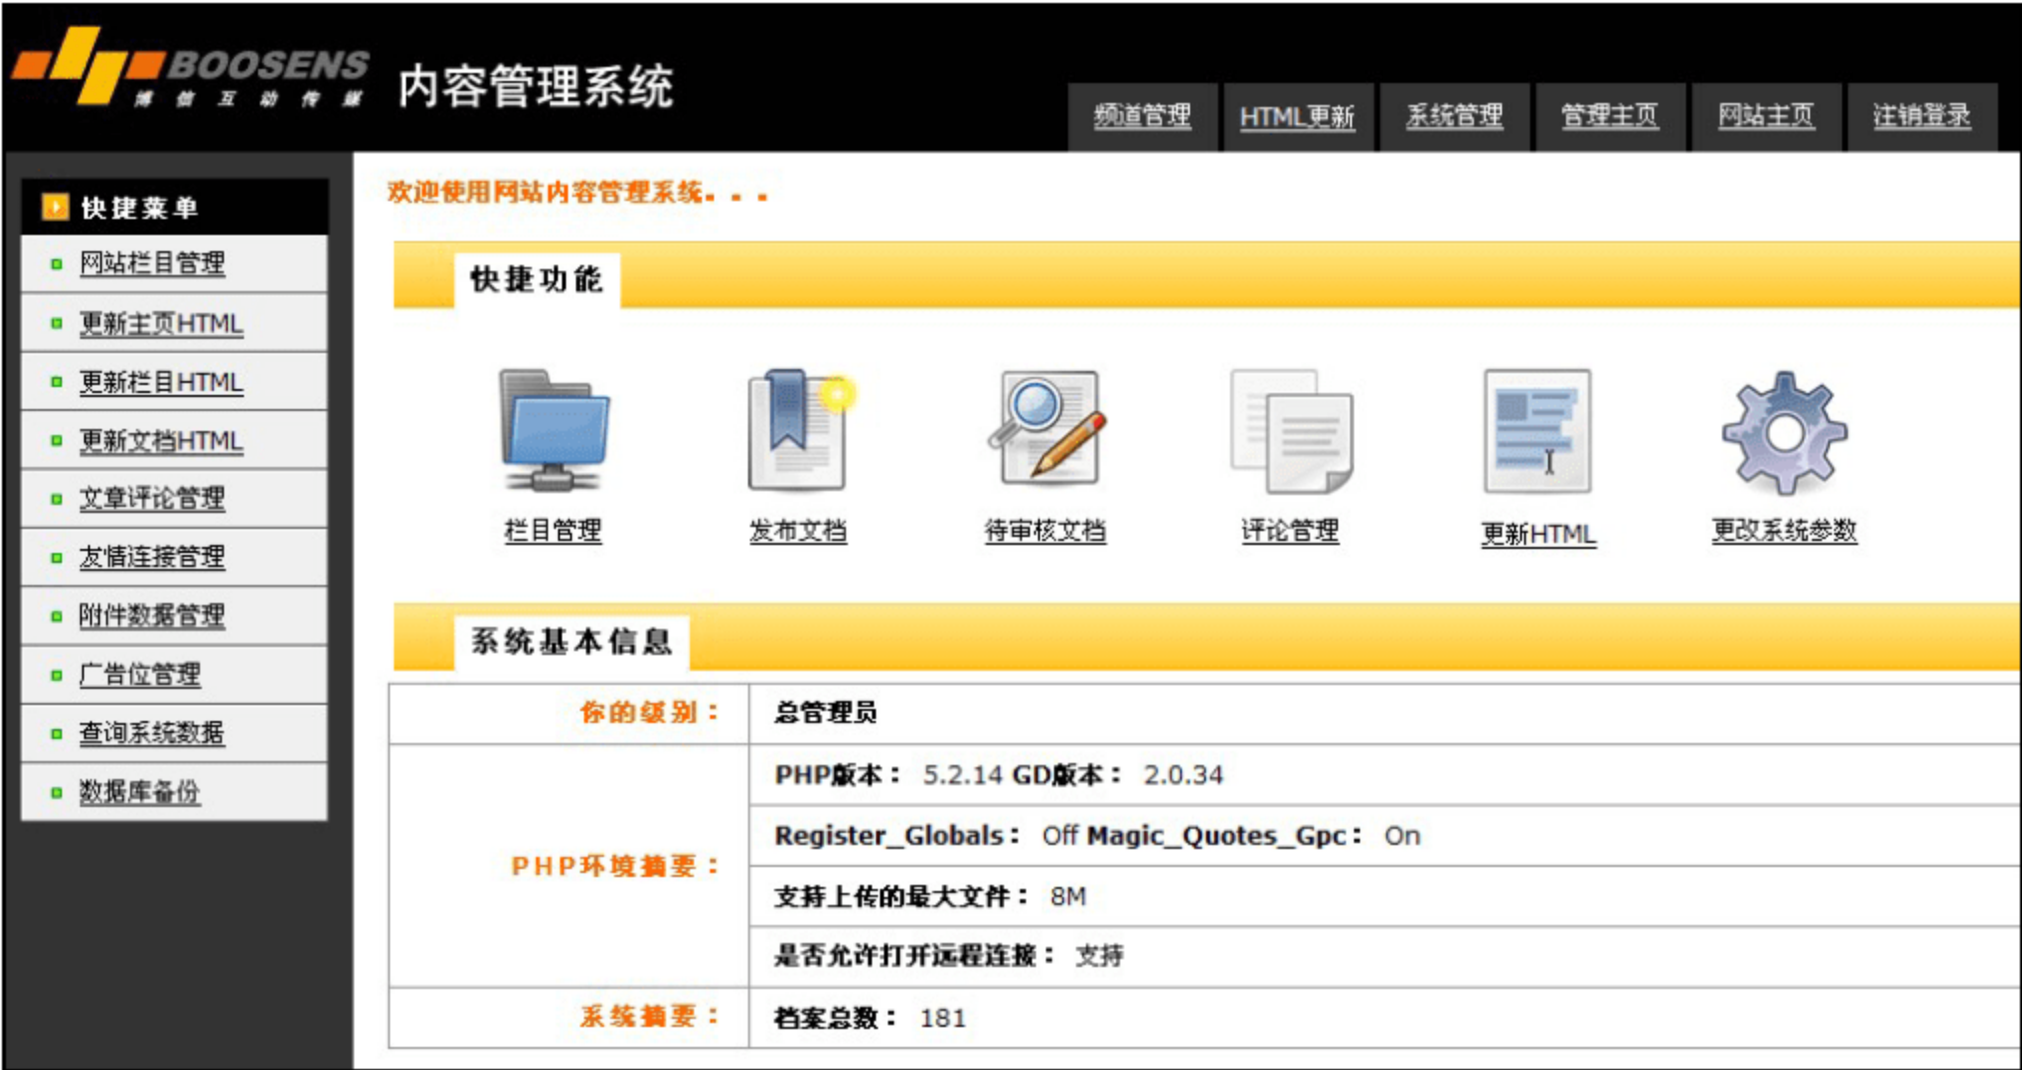 BOOSENS
博信互动传媒
内容管理系统
频道管理
HTML更新
系统管理
管理主页
网站主页
注销登录
快捷菜单
网站栏目管理
更新主页HTML
更新栏目HTML
更新文档HTML
文章评论管理
友情连接管理
附件数据管理
广告位管理
查询系统数据
数据库备份
欢迎使用网站内容管理系统...
快捷功能
栏目管理
发布文档
待审核文档
评论管理
更新HTML
更改系统参数
系统基本信息
你的级别： 总管理员
PHP环境摘要：
PHP版本： 5.2.14 GD版本： 2.0.34
Register_Globals： Off Magic_Quotes_Gpc： On
支持上传的最大文件： 8M
是否允许打开远程连接： 支持
系统摘要： 档案总数： 181